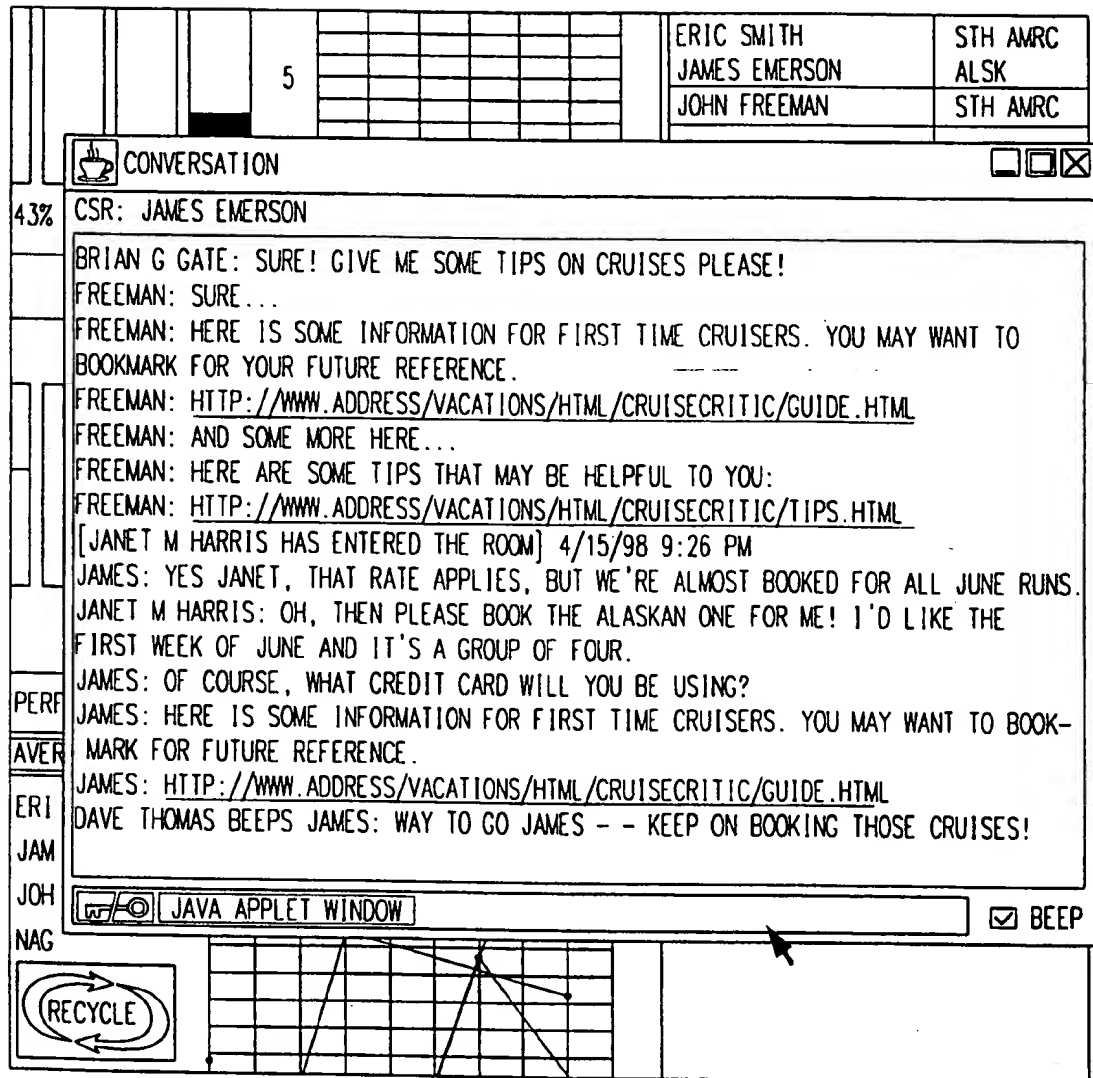 ERIC SMITH STH AMRC
5 JAMES EMERSON ALSK
JOHN FREEMAN STH AMRC
CONVERSATION
43% CSR: JAMES EMERSON
BRIAN G GATE: SURE! GIVE ME SOME TIPS ON CRUISES PLEASE!
FREEMAN: SURE...
FREEMAN: HERE IS SOME INFORMATION FOR FIRST TIME CRUISERS. YOU MAY WANT TO
BOOKMARK FOR YOUR FUTURE REFERENCE.
FREEMAN: HTTP://WWW.ADDRESS/VACATIONS/HTML/CRUISECRITIC/GUIDE.HTML
FREEMAN: AND SOME MORE HERE...
FREEMAN: HERE ARE SOME TIPS THAT MAY BE HELPFUL TO YOU:
FREEMAN: HTTP://WWW.ADDRESS/VACATIONS/HTML/CRUISECRITIC/TIPS.HTML
[JANET M HARRIS HAS ENTERED THE ROOM] 4/15/98 9:26 PM
JAMES: YES JANET, THAT RATE APPLIES, BUT WE'RE ALMOST BOOKED FOR ALL JUNE RUNS.
JANET M HARRIS: OH, THEN PLEASE BOOK THE ALASKAN ONE FOR ME! I'D LIKE THE
FIRST WEEK OF JUNE AND IT'S A GROUP OF FOUR.
JAMES: OF COURSE, WHAT CREDIT CARD WILL YOU BE USING?
JAMES: HERE IS SOME INFORMATION FOR FIRST TIME CRUISERS. YOU MAY WANT TO BOOK-
MARK FOR FUTURE REFERENCE.
JAMES: HTTP://WWW.ADDRESS/VACATIONS/HTML/CRUISECRITIC/GUIDE.HTML
DAVE THOMAS BEEPS JAMES: WAY TO GO JAMES - - KEEP ON BOOKING THOSE CRUISES!
PERF
AVER
ERI
JAM
JOH
NAG
JAVA APPLET WINDOW BEEP
RECYCLE